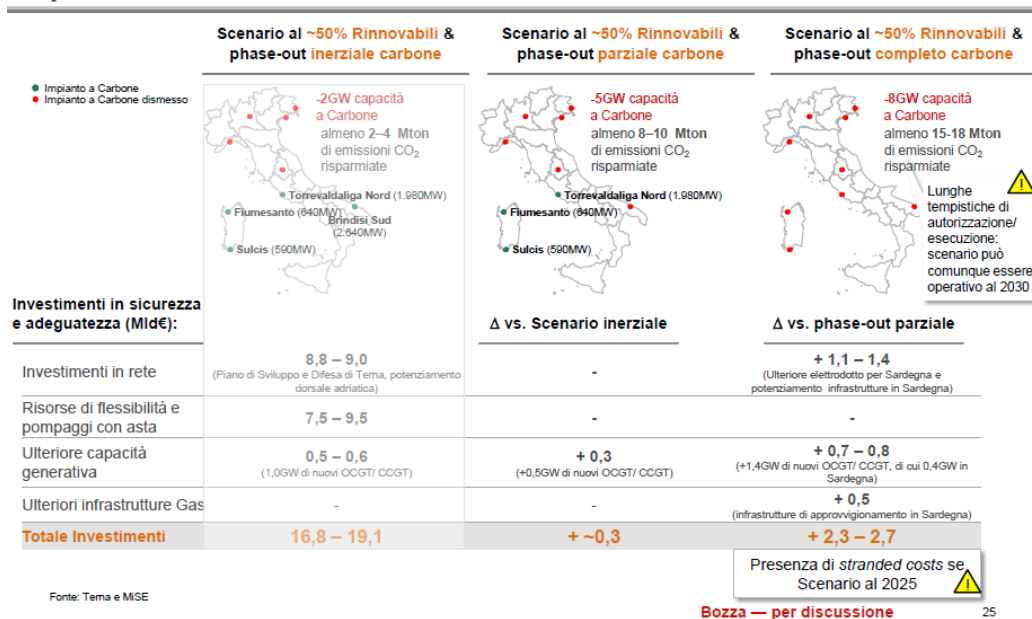 Scenario al ~50% Rinnovabili &
phase-out inerziale carbone
Scenario al ~50% Rinnovabili &
phase-out parziale carbone
Scenario al ~50% Rinnovabili &
phase-out completo carbone
Impianto a Carbone
Impianto a Carbone dismesso
-2GW capacità
a Carbone
almeno 2–4 Mton
di emissioni CO2
risparmiate
Torrevaldaliga Nord (1.980MW)
Fiumesanto (640MW)
Brindisi Sud
(2.640MW)
Sulcis (590MW)
-5GW capacità
a Carbone
almeno 8–10 Mton
di emissioni CO2
risparmiate
Torrevaldaliga Nord (1.980MW)
Fiumesanto (640MW)
Sulcis (590MW)
-8GW capacità
a Carbone
almeno 15-18 Mton
di emissioni CO2
risparmiate
Lunghe
tempistiche di
autorizzazione/
esecuzione:
scenario può
comunque essere
operativo al 2030
Investimenti in sicurezza
e adeguatezza (Mld€):
Δ vs. Scenario inerziale
Δ vs. phase-out parziale
Investimenti in rete
8,8 – 9,0
(Piano di Sviluppo e Difesa di Terna, potenziamento
dorsale adriatica)
-
+ 1,1 – 1,4
(Ulteriore elettrodotto per Sardegna e
potenziamento infrastrutture in Sardegna)
Risorse di flessibilità e
pompaggi con asta
7,5 – 9,5
-
-
Ulteriore capacità
generativa
0,5 – 0,6
(1,0GW di nuovi OCGT/ CCGT)
+ 0,3
(+0,5GW di nuovi OCGT/ CCGT)
+ 0,7 – 0,8
(+1,4GW di nuovi OCGT/ CCGT, di cui 0,4GW in
Sardegna)
Ulteriori infrastrutture Gas
-
-
+ 0,5
(infrastrutture di approvvigionamento in Sardegna)
Totale Investimenti
16,8 – 19,1
+ ~0,3
+ 2,3 – 2,7
Presenza di stranded costs se
Scenario al 2025
Fonte: Terna e MiSE
Bozza — per discussione
25